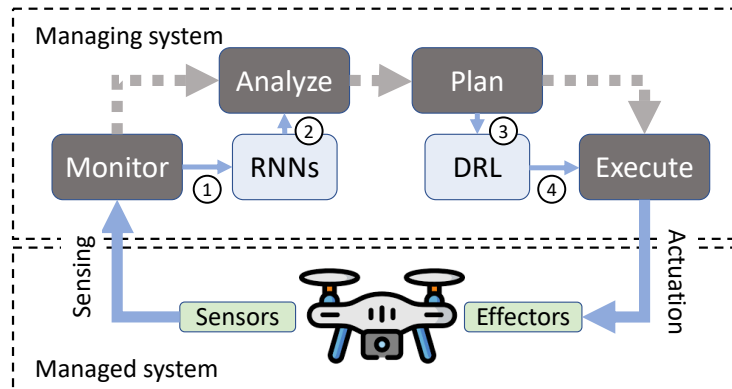 Managing system
Analyze
Plan
2
3
Monitor
RNNs
DRL
Execute
1
4
Sensing
Actuation
Sensors
Effectors
Managed system